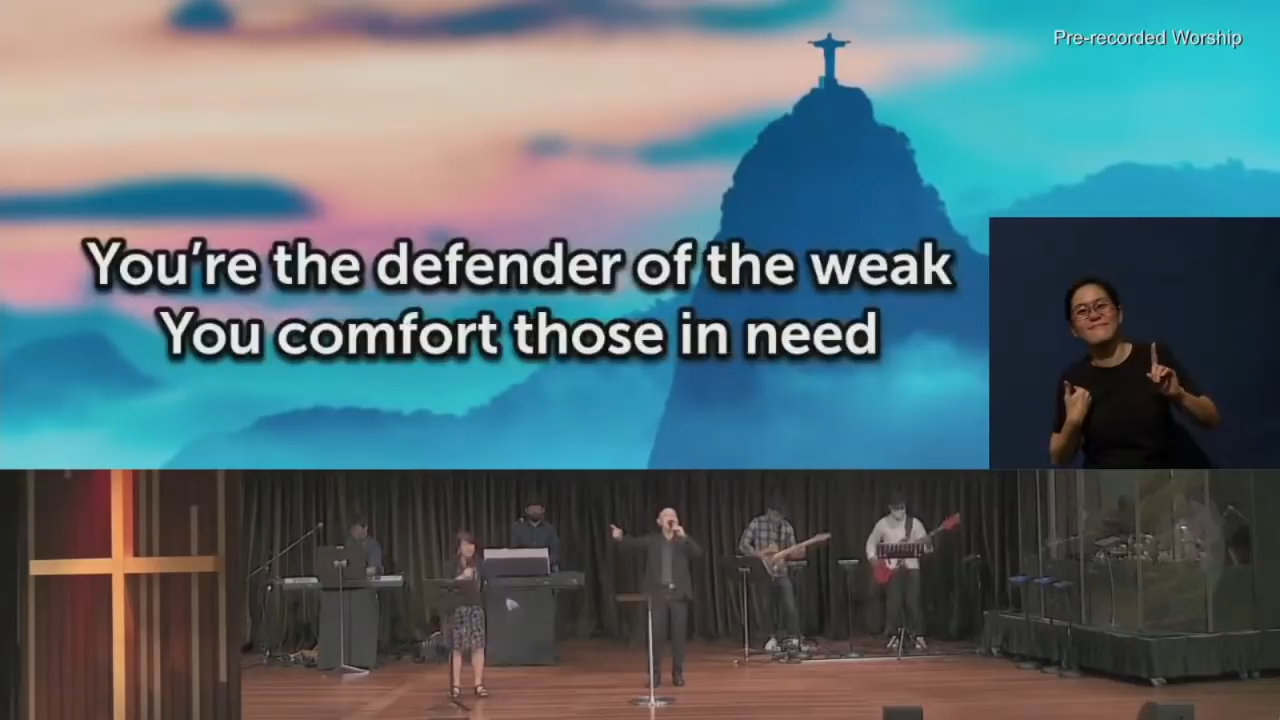 Pre-recorded Worship
You're the defender of the weak
You comfort those in need